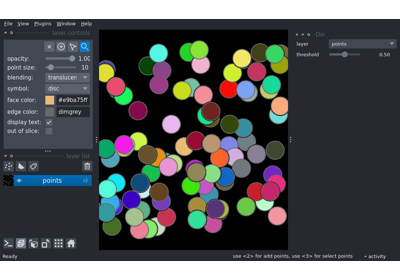 File View Plugins Window Help
layer controls
opacity: 1.00
point size: 10
blending: translucen
symbol: disc
face color: #e9ba75ff
edge color: dimgrey
display text:
out of slice:
layer list
points
layer points
threshold 0.50
Ready use <2> for add points, use <3> for select points activity